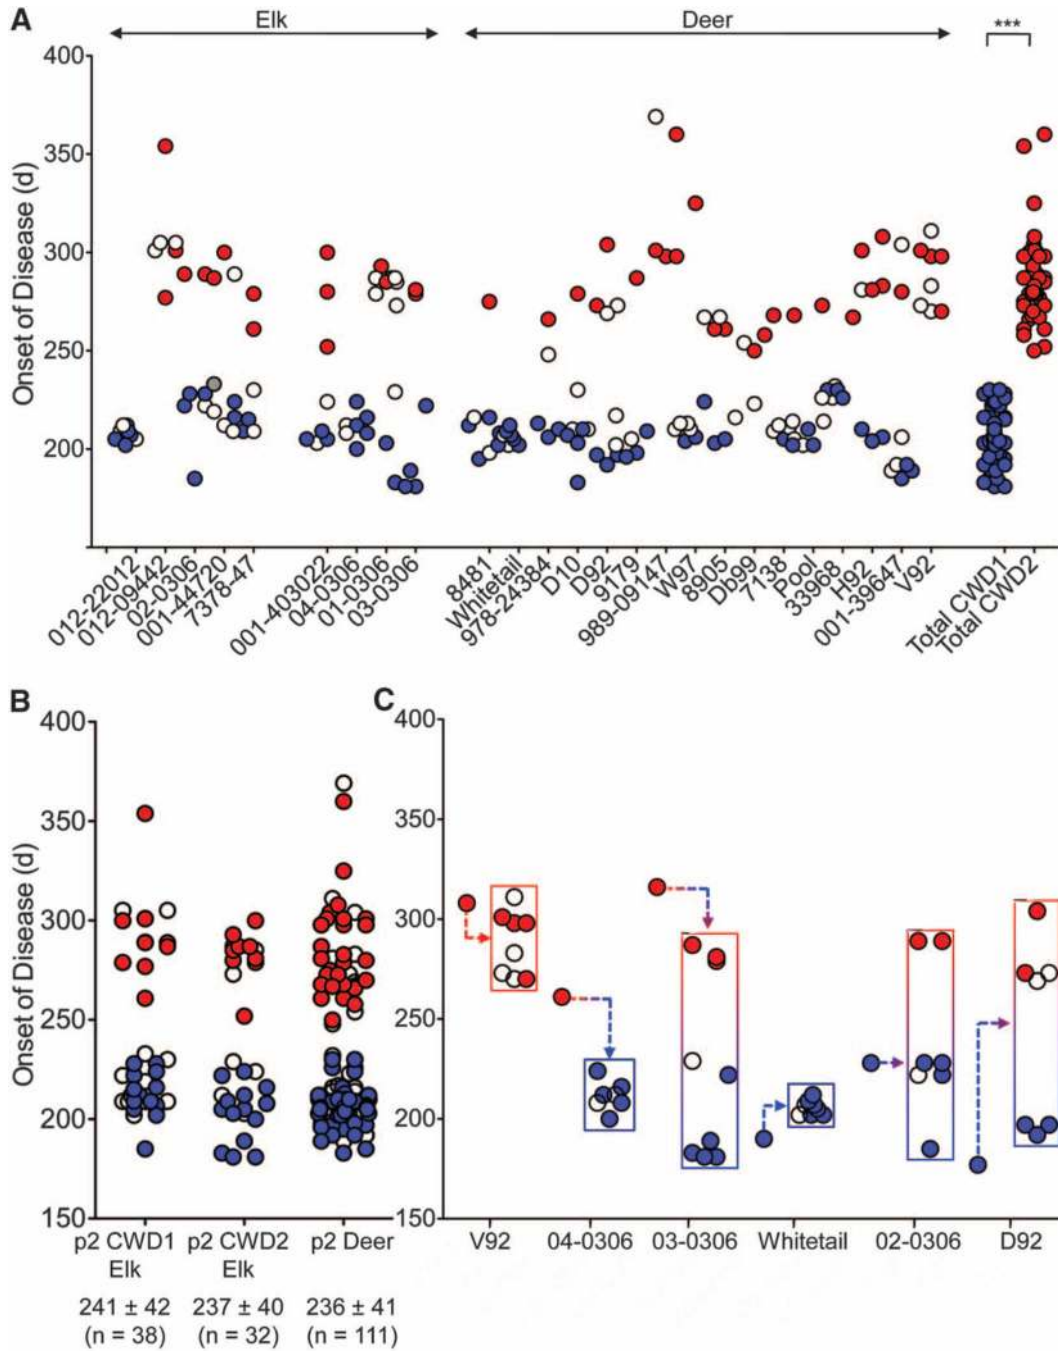 A
Elk
Deer
***
Onset of Disease (d)
400
350
300
250
200
012-22012
012-09442
02-0306
001-44720
7378-47
001-403022
04-0306
01-0306
03-0306
8481
Whitetail
978-24384
D10
D92
9179
989-09147
W97
8905
Db99
7138
Pool
33968
H92
001-39647
V92
Total CWD1
Total CWD2
B
Onset of Disease (d)
400
350
300
250
200
150
p2 CWD1 p2 CWD2 p2 Deer
Elk Elk
241 ± 42 237 ± 40 236 ± 41
(n = 38) (n = 32) (n = 111)
C
400
350
300
250
200
150
V92 04-0306 03-0306 Whitetail 02-0306 D92